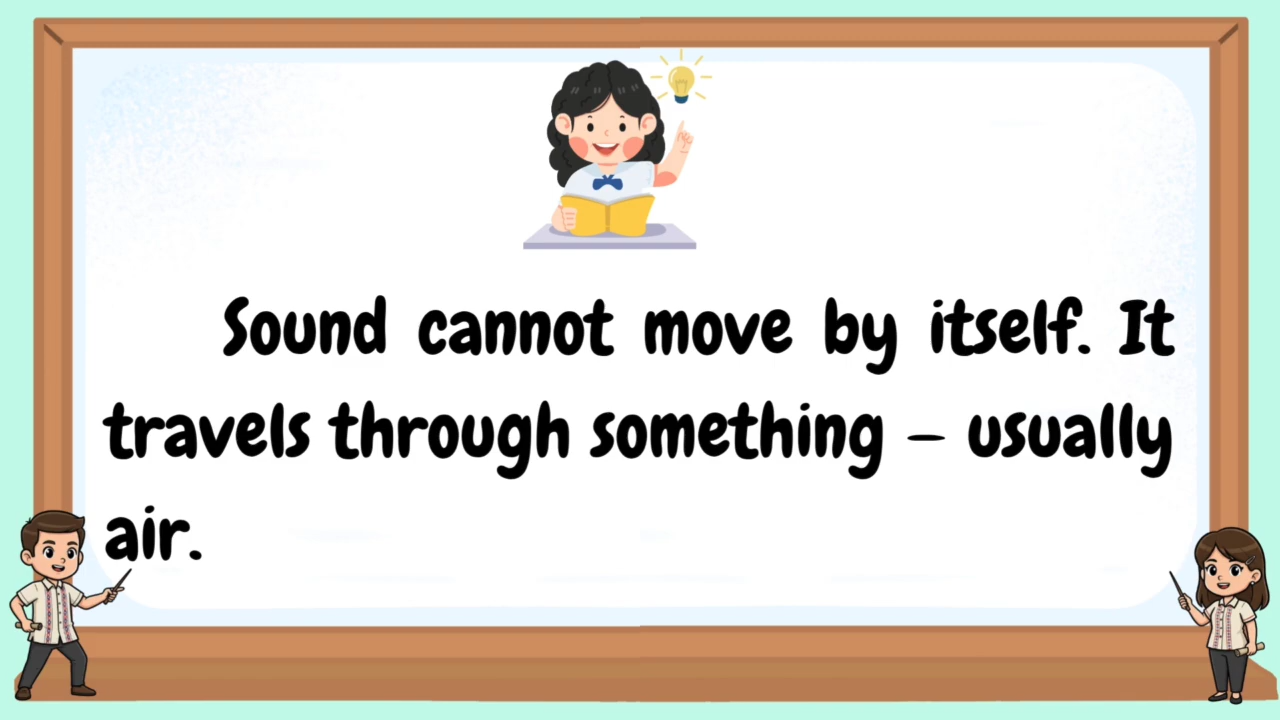 Sound cannot move by itself. It
travels through something – usually
air.